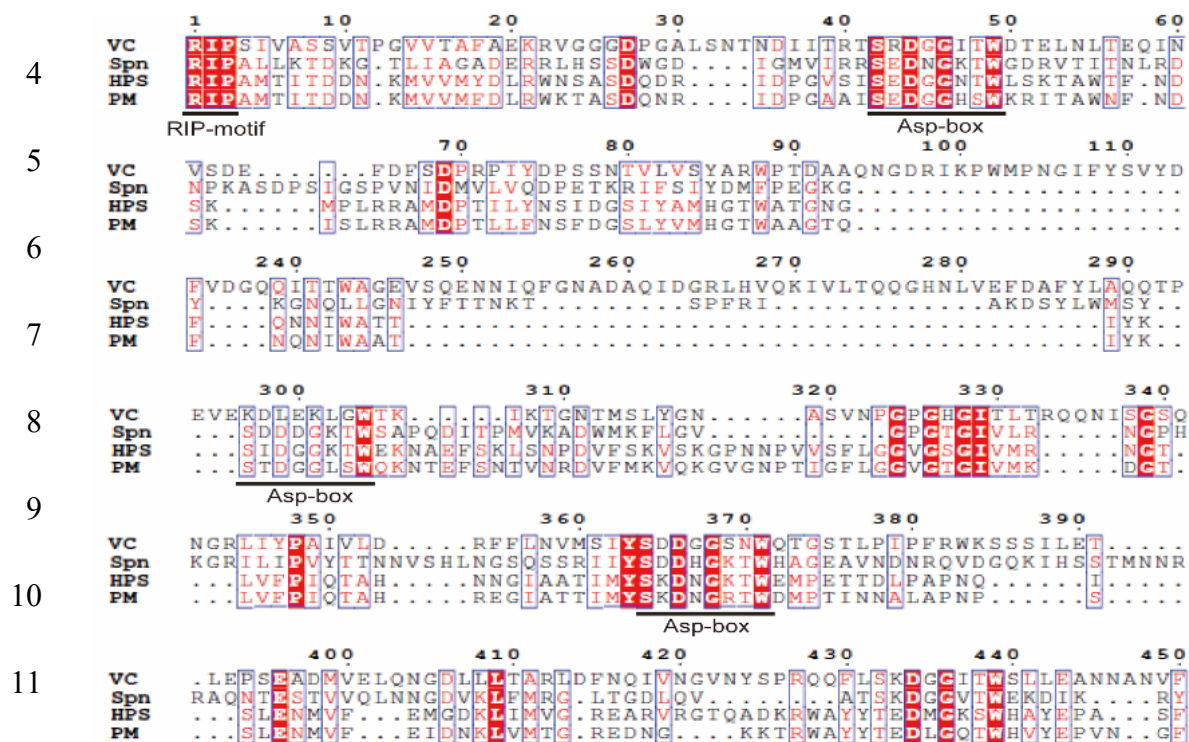 1 10 20 30 40 50 60
VC RIPSIVASSVTPGVVTAFAEKRVGGGDPGALSNTNDIITRTSRDGGITWDTELNLTEQIN
4
Spn RIPALLKTDKG.TLIAGADERRLHSSDWGD....IGMVIRRSEDNGKTWGDRVTITNLRD
HPS RIPAMTITDDN.KMVVMYDLRWNSASDQDR....IDPGVSISEDGGNTWLSKTAWTF.ND
PM RIPAMTITDDN.KMVVMFDLRWKTASDQNR....IDPGAAISEDGGHSWKRITAWNF.ND
RIP-motif Asp-box
5
70 80 90 100 110
VC VSDE.......FDFSDPRPIYDPSSNTVLVSYARWPTDAAQNGDRIKPWMPNGIFYSVYD
Spn NPKASDPSIGSPVNIDMVLVQDPETKRIFSIYDMFPEGKG....................
HPS SK......MPLRRAMDPTILYNSIDGSIYAMHGTWATGNG....................
PM SK......ISLRRAMDPTLLFNSFDGSLYVMHGTWAAGTQ....................
6
240 250 260 270 280 290
VC FVDGQQITTWAGEVSQENNIQFGNADAQIDGRLHVQKIVLTQQGHNLVEFDAFYLAQQTP
Spn Y....KGNQLLGNIYFTTNKT........SPFRI.............AKDSYLWMSY..
HPS F....QNNIWATT...........................................IYK..
7
PM F....NQNIWAAT...........................................IYK..
300 310 320 330 340
VC EVEKDLEKLGWTK.....IKTGNTMSLYGN......ASVNPGPGHGITLTRQQNISGSQ
8
Spn ...SDDDGKTWSAPQDITPMVKADWMKFLGV........GPGTGIVLR.....NGPH
HPS ...SIDGGKTWEKNAEFSKLSNPDVFSKVSKGPNNPVVSFLGGVGSGIVMR....NGT.
PM ...STDGGLSWQKNTEFSNTVNRDVFMKVQKGVGNPTIGFLGGVGTGIVMK....DGT.
Asp-box
9
350 360 370 380 390
VC NGRLIYPAIVLD.....RFFLNVMSIYSDDGGSNWQTGSTLPIPFRWKSSSILET.....
Spn KGRILIPVYTTNNVSHLNGSQSSRIIYSDDHGKTWHAGEAVNDNRQVDGQKIHSSTMNNR
HPS ...LVFPIQTAH.....NNGIAATIMYSKDNGKTWEMPETTDLPAPNQ......I.....
10
PM ...LVFPIQTAH.....REGIATTIMYSKDNGRTWDMPTINNALAPNP......S.....
Asp-box
400 410 420 430 440 450
VC .LEPSEADMVELQNGDLLLTARLDFNQIVNGVNYSPRQQFLSKDGGITWSLLEANNANVF
11
Spn RAQNTESTVVQLNNGDVKLFMRG.LTGDLQV......ATSKDGGVTWEKDIK....RY
HPS ...SLENMVF...EMGDKLIMVG.REARVRGTQADKRWAYYTEDMGKSWHAYEPA...SF
PM ...SLENMVF...EIDNKLVMTG.REDNG....KKTRWAYYTEDLGQTWHVYEPVN..GF